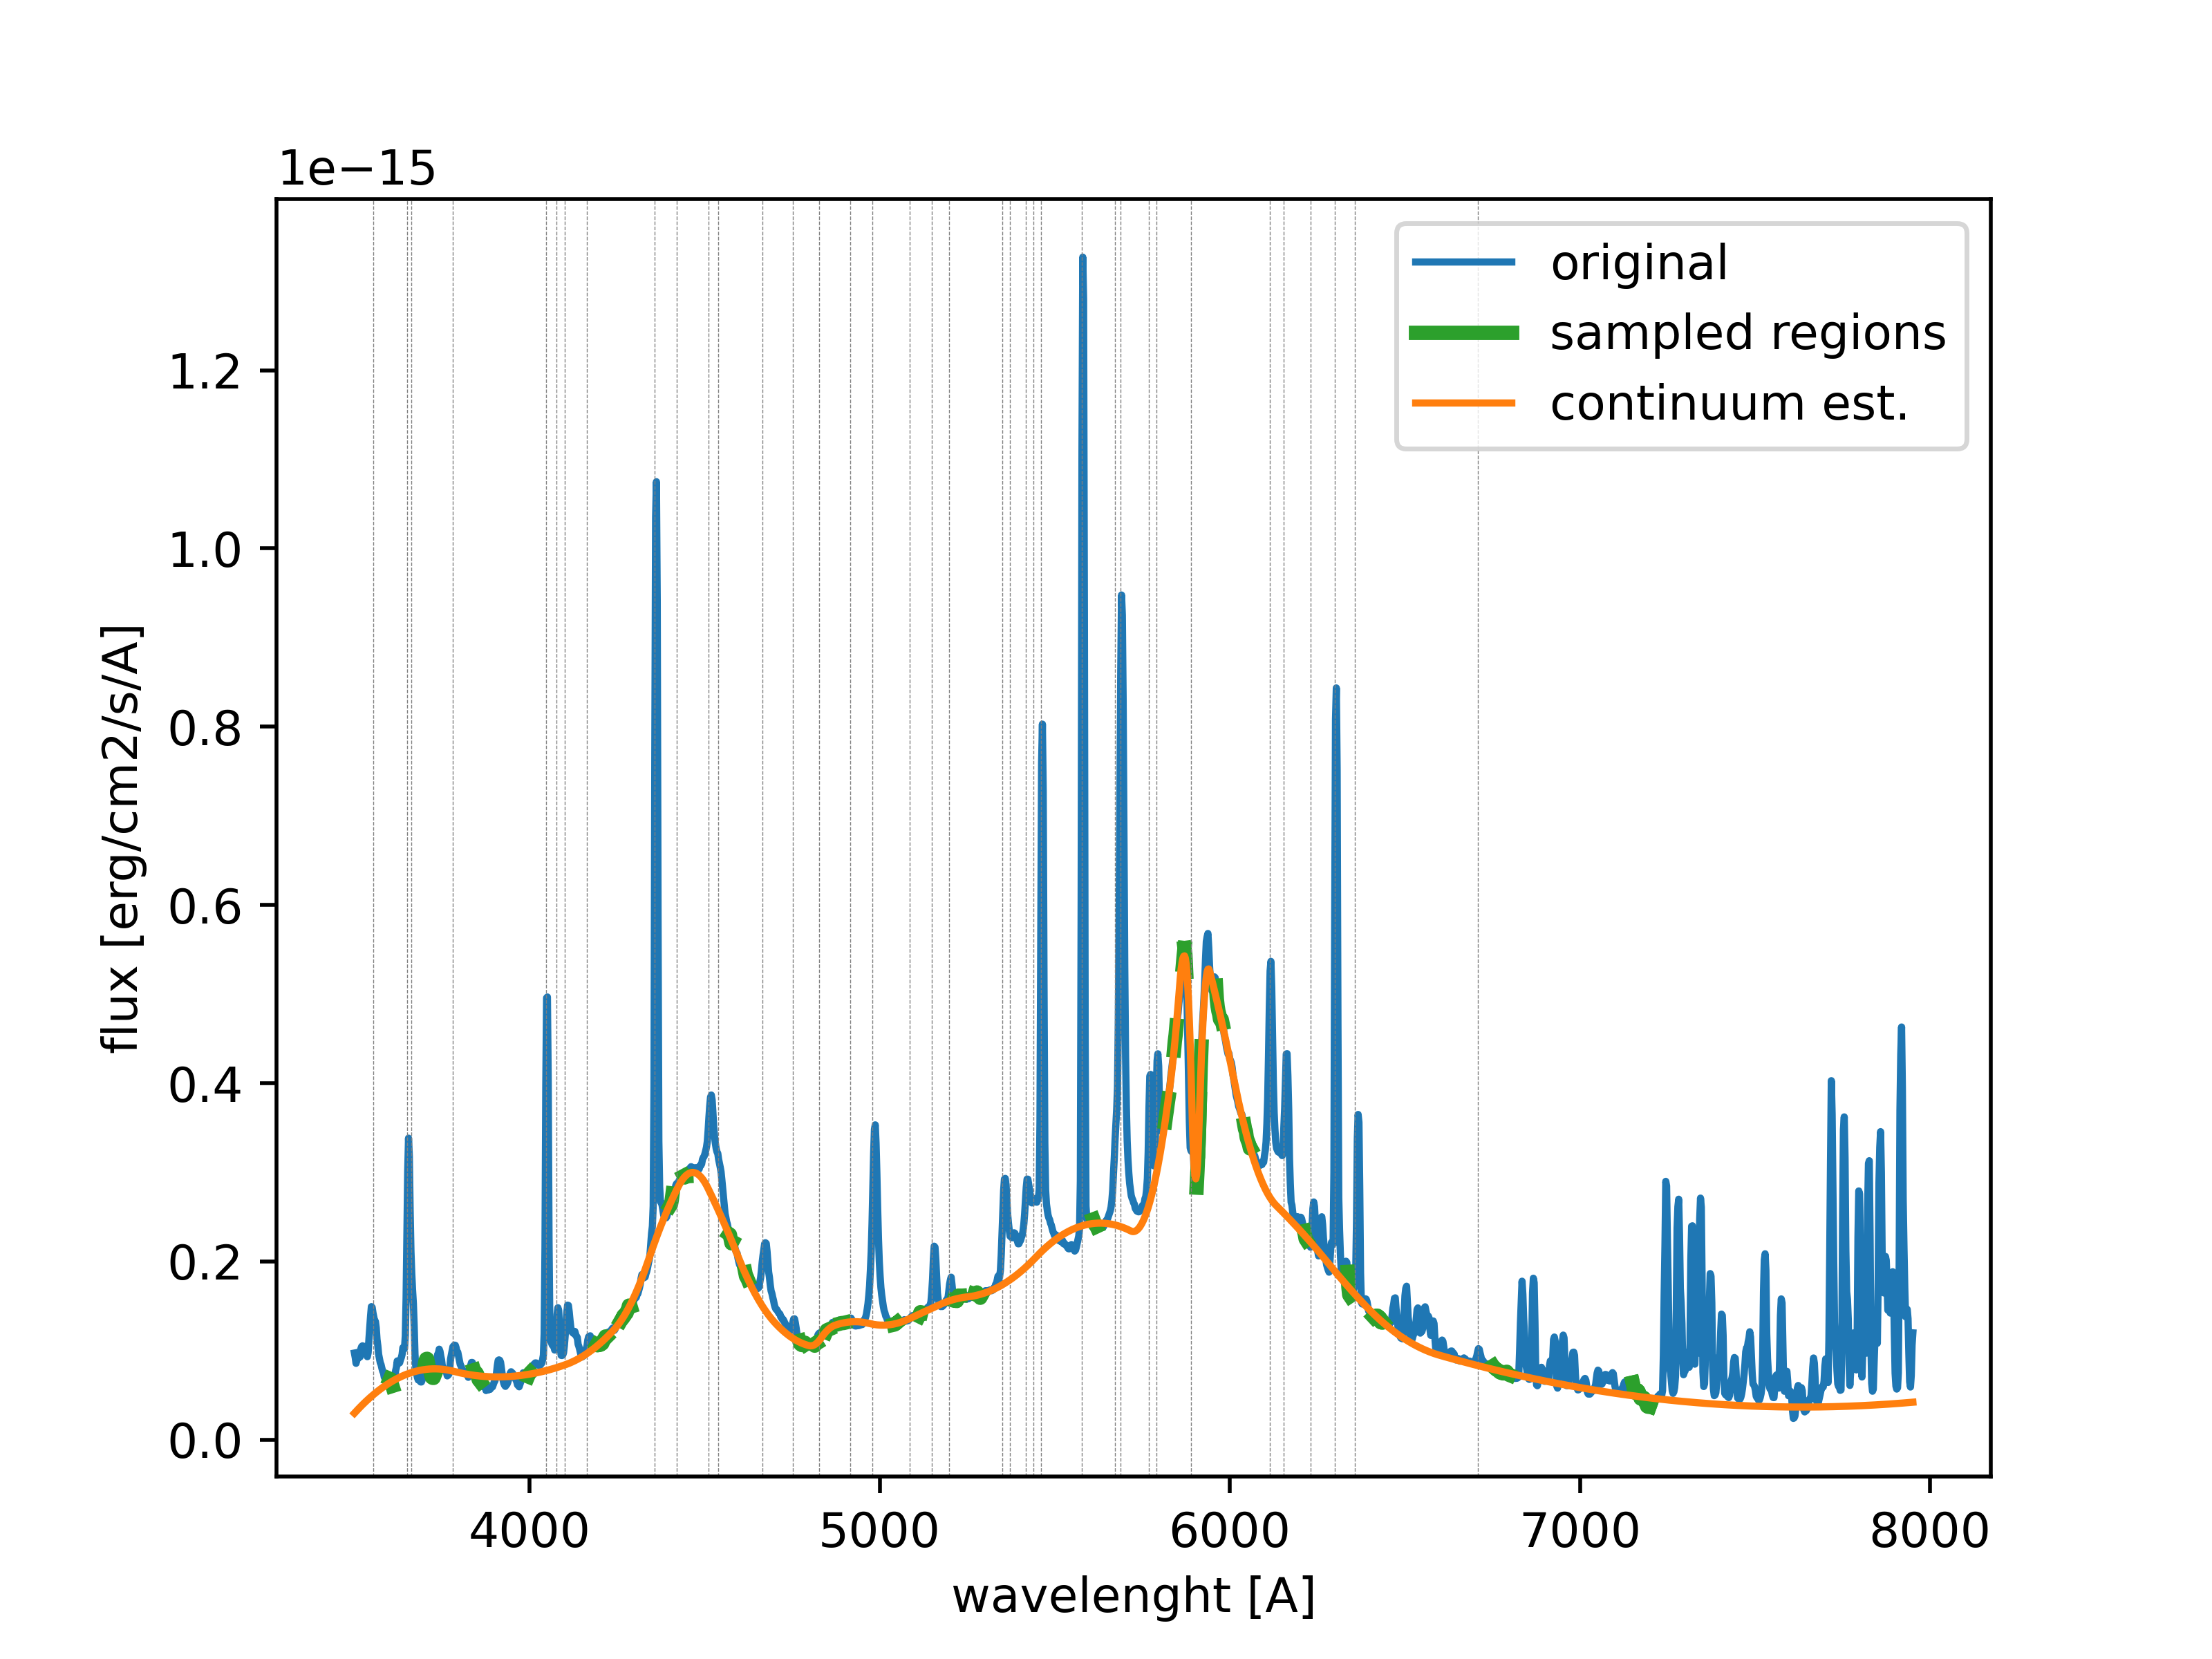 1e−15
original
sampled regions
continuum est.
1.2
1.0
0.8
0.6
0.4
0.2
0.0
flux [erg/cm2/s/A]
4000 5000 6000 7000 8000
wavelenght [A]